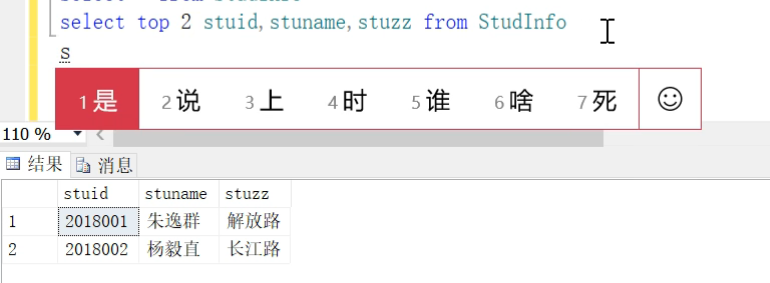 select top 2 stuid,stuname,stuzz from StudInfo
s
1 是 2 说 3 上 4 时 5 谁 6 啥 7 死
110 %
结果 消息
stuid stuname stuzz
1 2018001 朱逸群 解放路
2 2018002 杨毅直 长江路